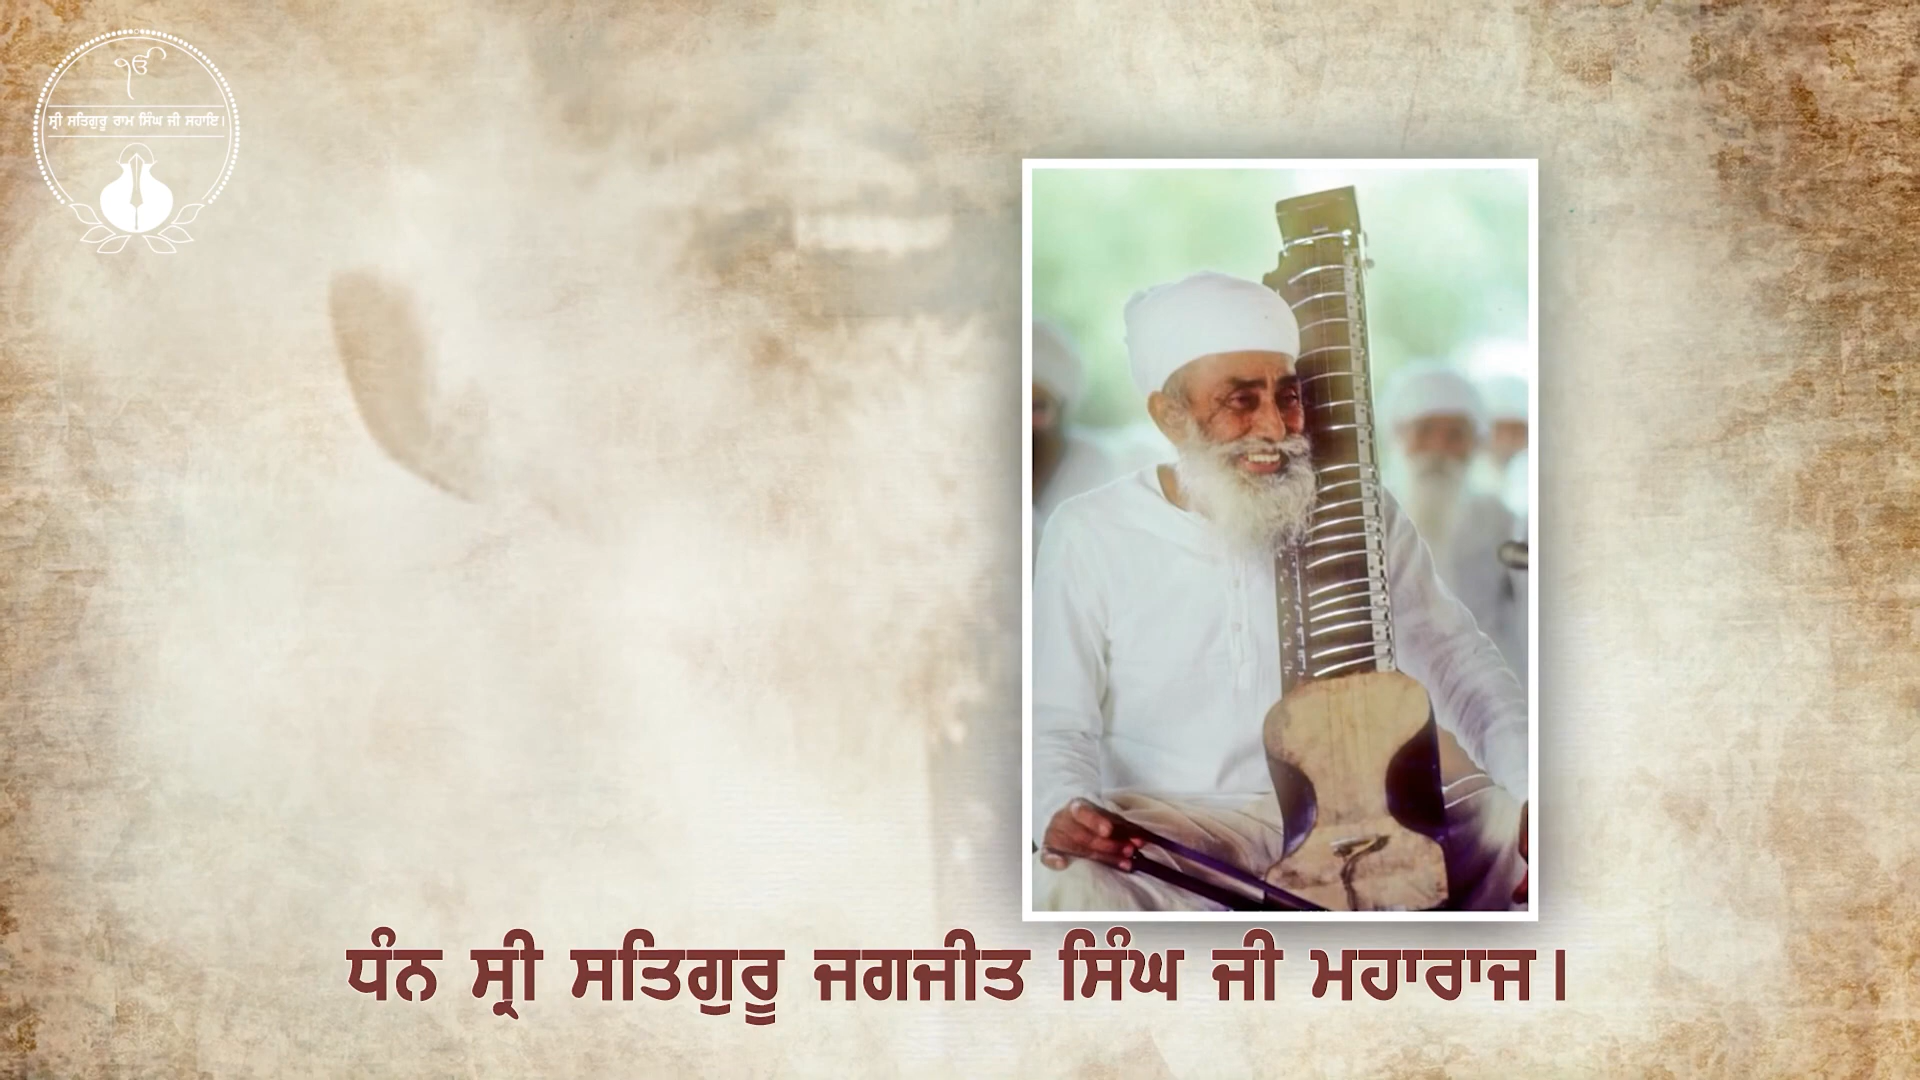 ੴ
ਸ੍ਰੀ ਸਤਿਗੁਰੂ ਰਾਮ ਸਿੰਘ ਜੀ ਸਹਾਇ।
ਧੰਨ ਸ੍ਰੀ ਸਤਿਗੁਰੂ ਜਗਜੀਤ ਸਿੰਘ ਜੀ ਮਹਾਰਾਜ।